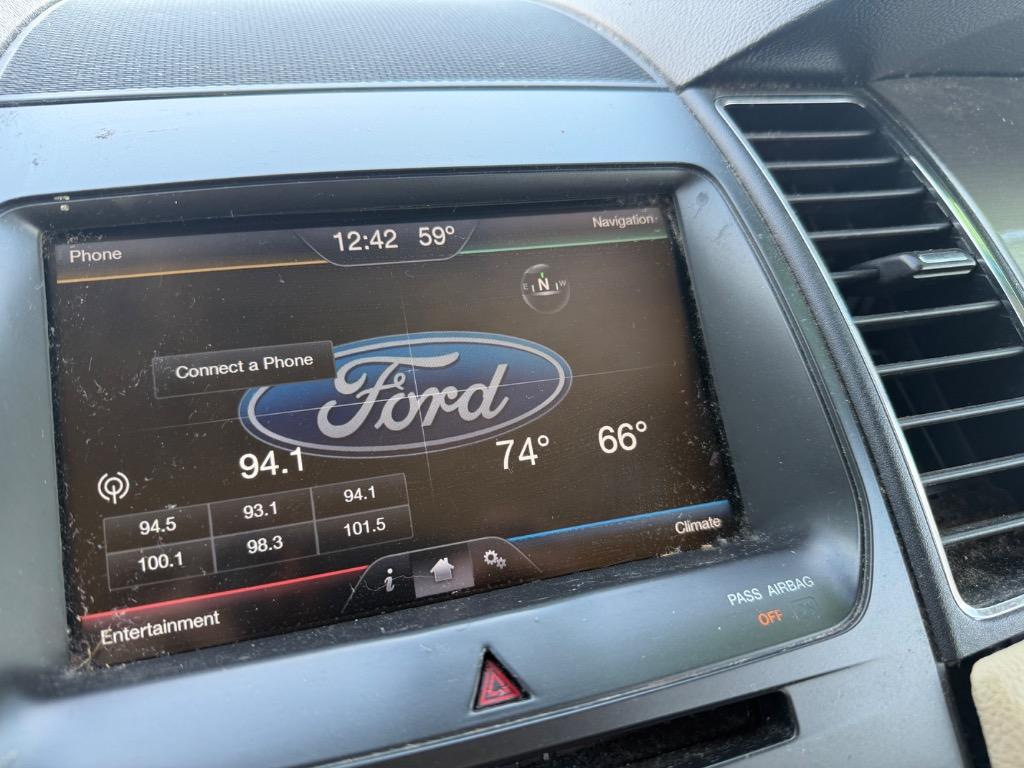 Phone
12:42 59°
Navigation
E N W
Connect a Phone
Ford
94.1
74° 66°
94.5 93.1 94.1
100.1 98.3 101.5
i
Climate
Entertainment
PASS AIRBAG
OFF